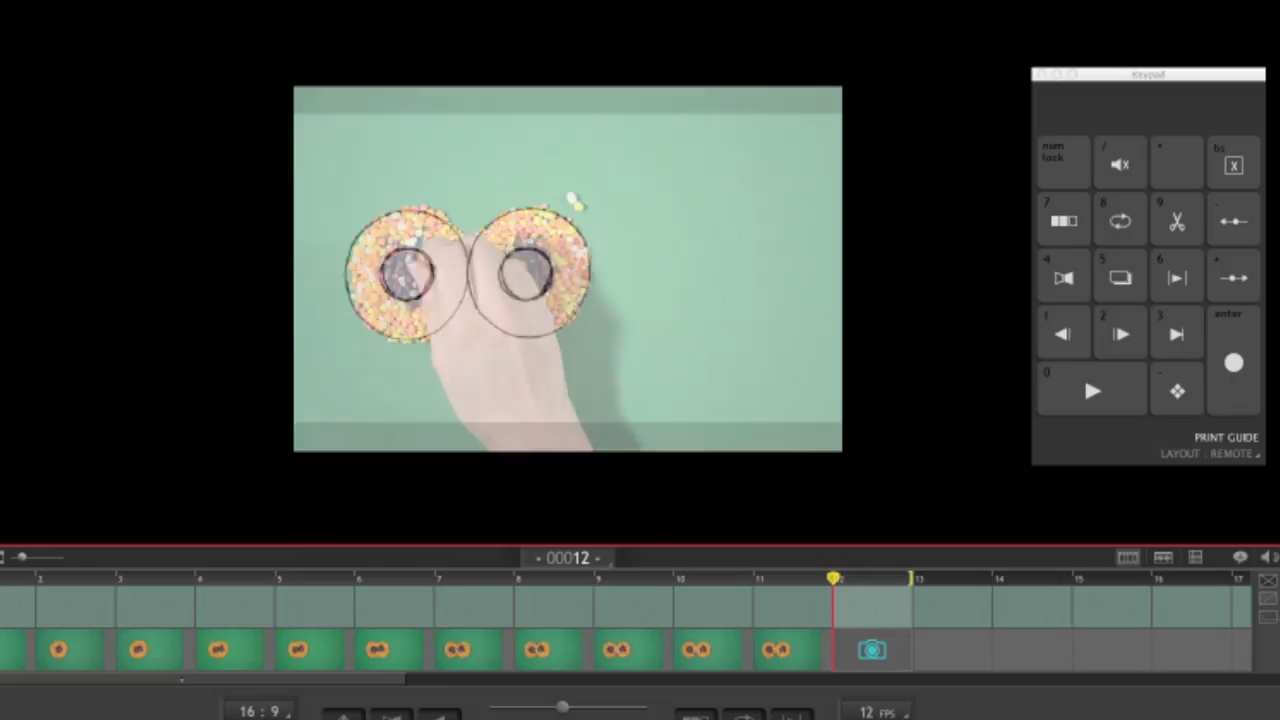 Keypad
num
lock
/
*
bs
X
7
8
9
-
4
5
6
+
1
2
3
enter
0
.
PRINT GUIDE
LAYOUT : REMOTE
00012
2 3 4 5 6 7 8 9 10 11 12 13 14 15 16 17
16 : 9
12 FPS